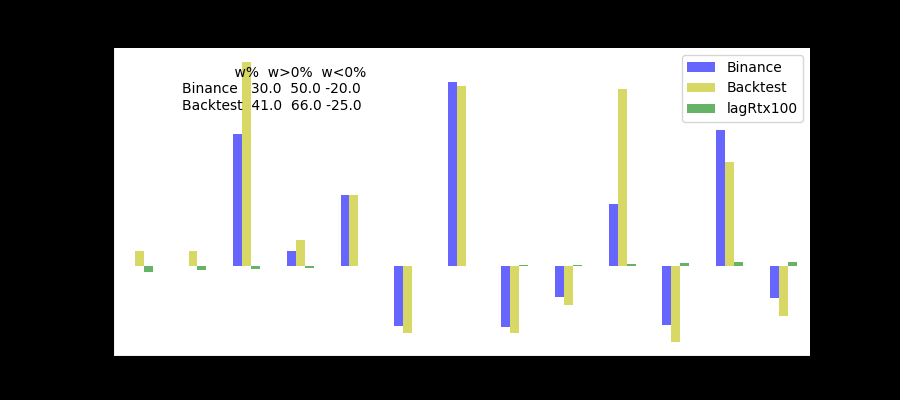 w% w>0% w<0%
Binance 30.0 50.0 -20.0
Backtest 41.0 66.0 -25.0
Binance
Backtest
lagRtx100